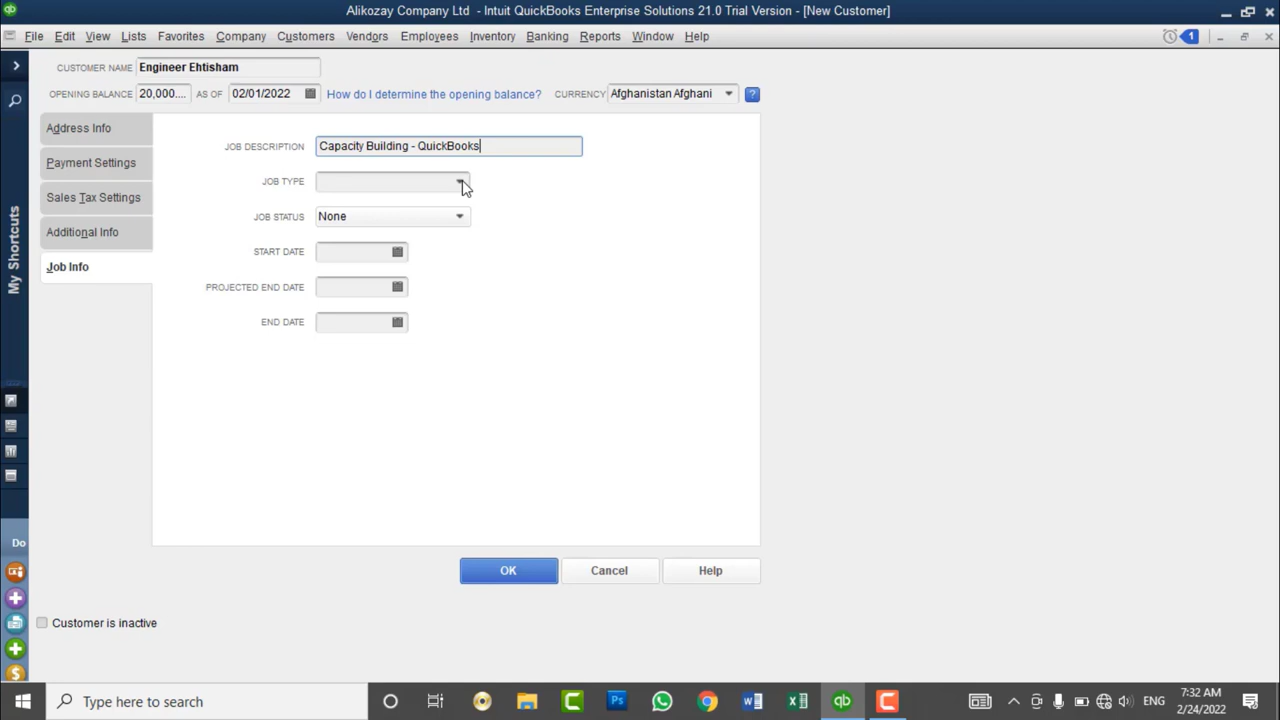 Alikozay Company Ltd - Intuit QuickBooks Enterprise Solutions 21.0 Trial Version - [New Customer]
File Edit View Lists Favorites Company Customers Vendors Employees Inventory Banking Reports Window Help
1
CUSTOMER NAME Engineer Ehtisham
OPENING BALANCE 20,000.... AS OF 02/01/2022 How do I determine the opening balance? CURRENCY Afghanistan Afghani ?
Address Info
Payment Settings
Sales Tax Settings
Additional Info
Job Info
JOB DESCRIPTION Capacity Building - QuickBooks
JOB TYPE
JOB STATUS None
START DATE
PROJECTED END DATE
END DATE
My Shortcuts
Do
OK Cancel Help
Customer is inactive
Type here to search
ENG
7:32 AM
2/24/2022